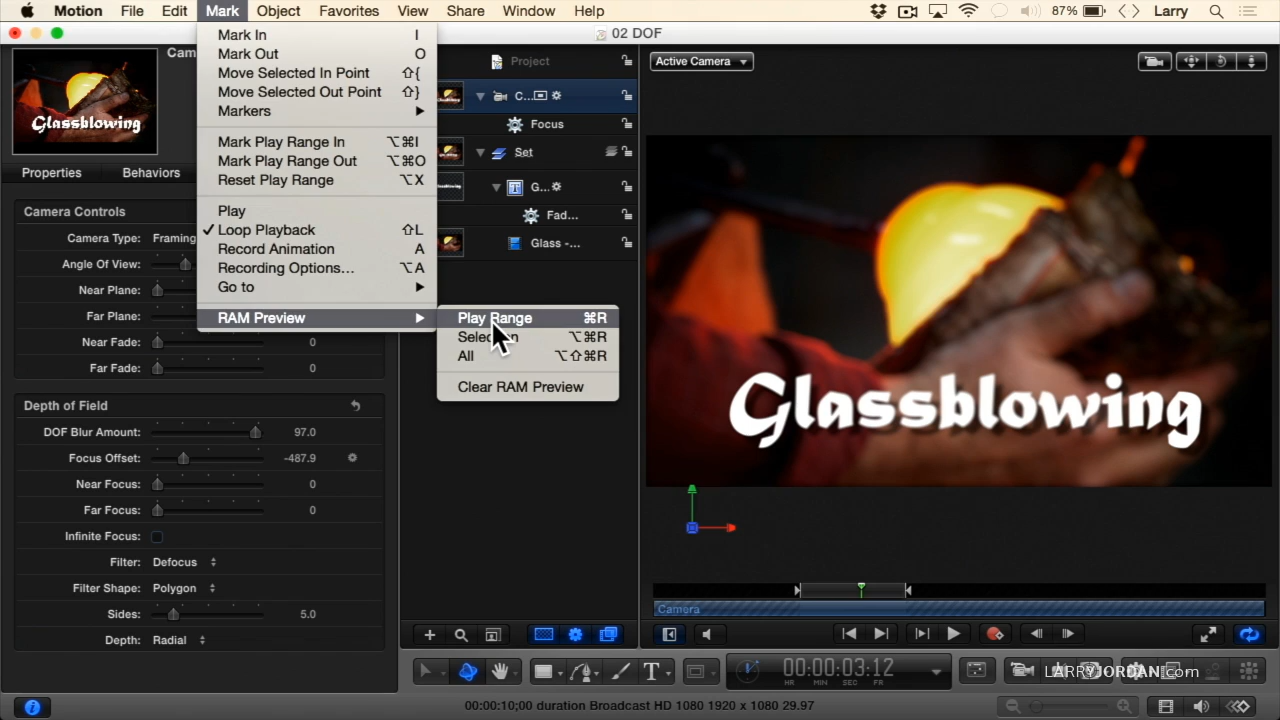 Motion File Edit Mark Object Favorites View Share Window Help 87% Larry
02 DOF
Glassblowing
Cam
Properties Behaviors
Camera Controls
Camera Type: Framing
Angle Of View:
Near Plane:
Far Plane:
Near Fade: 0
Far Fade: 0
Depth of Field
DOF Blur Amount: 97.0
Focus Offset: -487.9
Near Focus: 0
Far Focus: 0
Infinite Focus:
Filter: Defocus
Filter Shape: Polygon
Sides: 5.0
Depth: Radial
Mark In I
Mark Out O
Move Selected In Point ⇧{
Move Selected Out Point ⇧}
Markers
Mark Play Range In ⌥⌘I
Mark Play Range Out ⌥⌘O
Reset Play Range ⌥X
Play
✓ Loop Playback ⇧L
Record Animation A
Recording Options... ⌥A
Go to
RAM Preview
Play Range ⌘R
Selection ⌥⌘R
All ⌥⇧⌘R
Clear RAM Preview
Project
C...
Focus
Set
G...
Fad...
Glass -...
Active Camera
Glassblowing
Camera
00:00:03;12
HR MIN SEC FR
LARRYJORDAN.com
00:00:10;00 duration Broadcast HD 1080 1920 x 1080 29.97